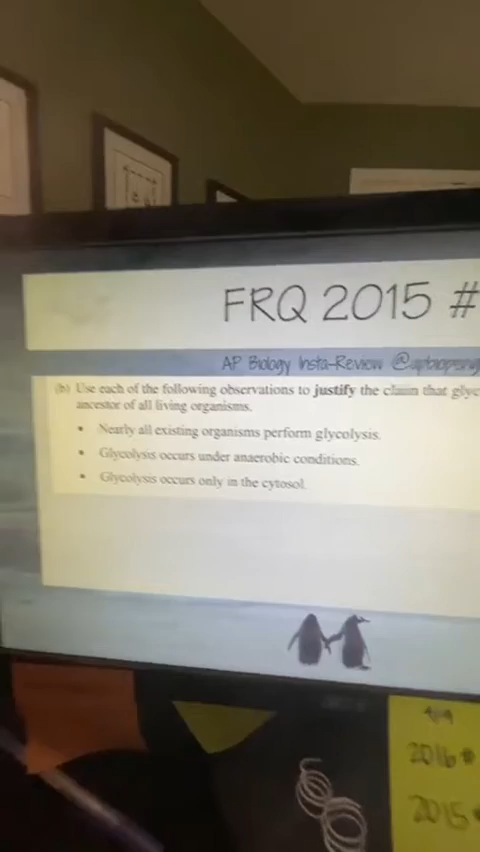 FRQ 2015 #
AP Biology Insta-Review
(b) Use each of the following observations to justify the claim that glyc
ancestor of all living organisms.
• Nearly all existing organisms perform glycolysis.
• Glycolysis occurs under anaerobic conditions.
• Glycolysis occurs only in the cytosol.
2016 #
2015